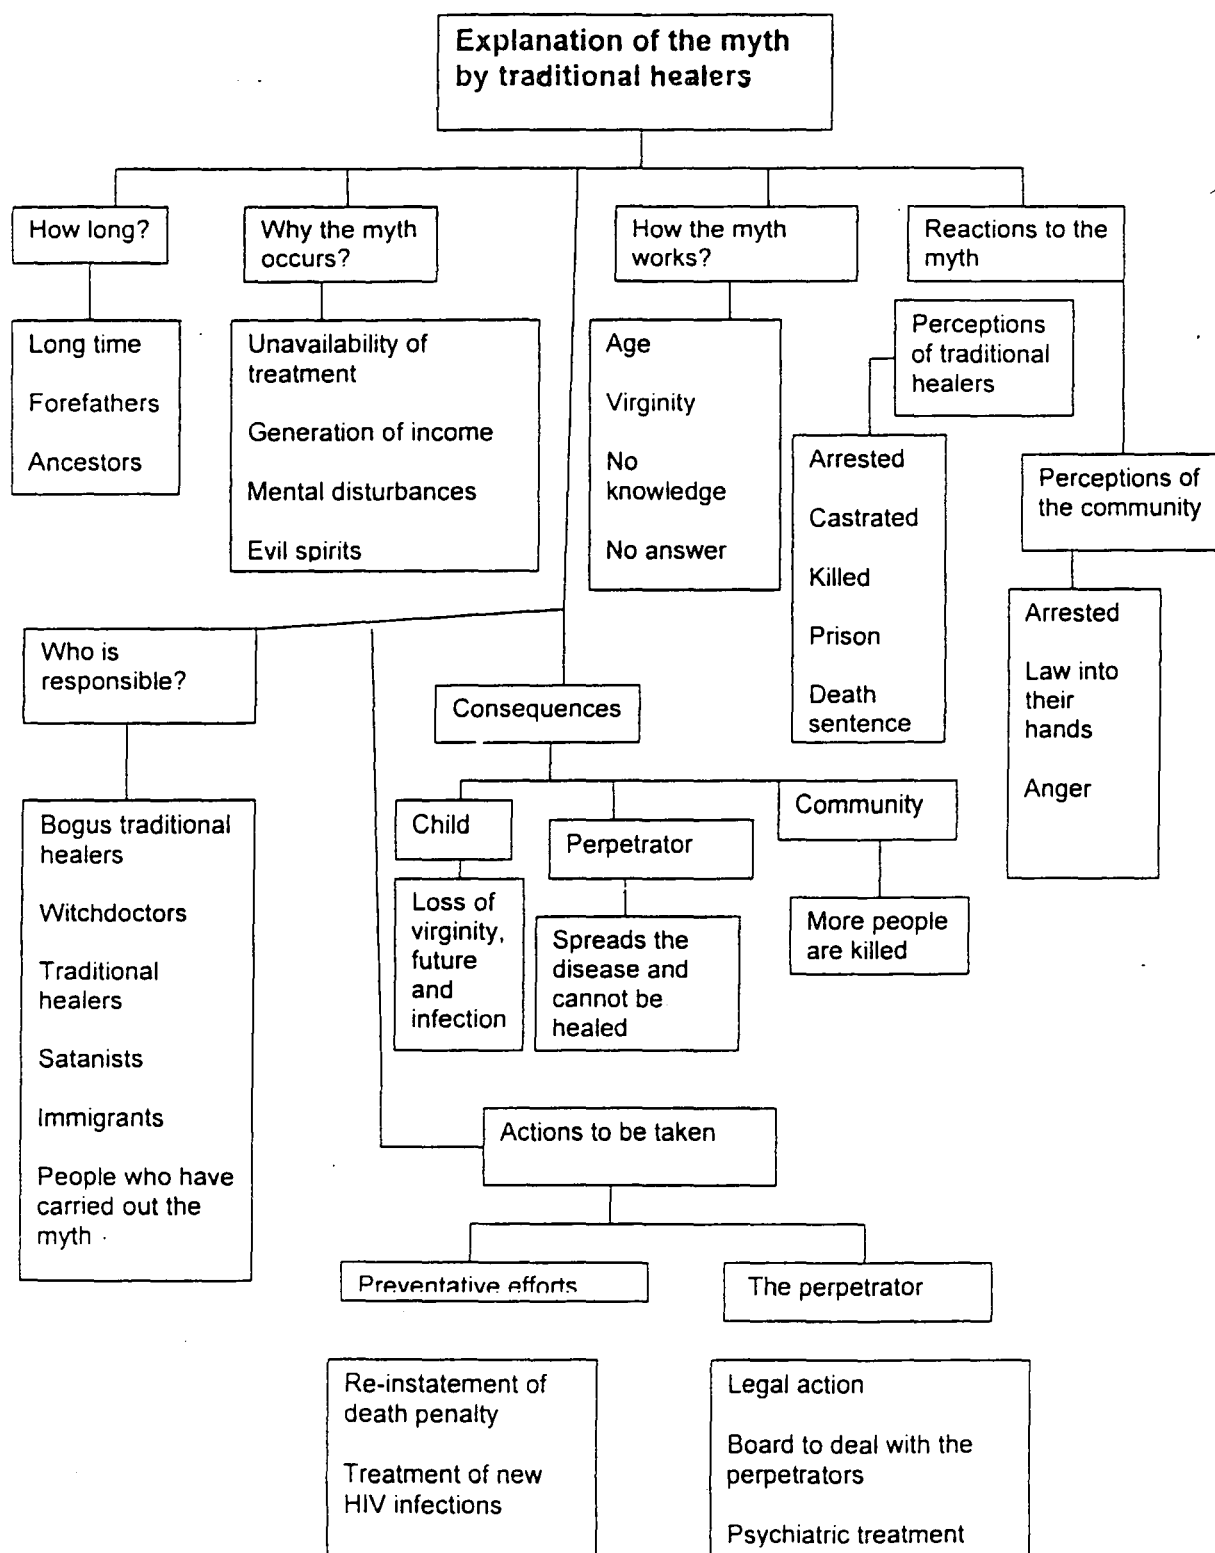 Explanation of the myth
by traditional healers
How long?
Why the myth
occurs?
How the myth
works?
Reactions to the
myth
Long time
Forefathers
Ancestors
Unavailability of
treatment
Generation of income
Mental disturbances
Evil spirits
Age
Virginity
No
knowledge
No answer
Perceptions
of traditional
healers
Arrested
Castrated
Killed
Prison
Death
sentence
Perceptions of
the community
Arrested
Law into
their
hands
Anger
Who is
responsible?
Bogus traditional
healers
Witchdoctors
Traditional
healers
Satanists
Immigrants
People who have
carried out the
myth
Consequences
Child
Loss of
virginity,
future
and
infection
Perpetrator
Spreads the
disease and
cannot be
healed
Community
More people
are killed
Actions to be taken
Preventative efforts
Re-instatement of
death penalty
Treatment of new
HIV infections
The perpetrator
Legal action
Board to deal with the
perpetrators
Psychiatric treatment